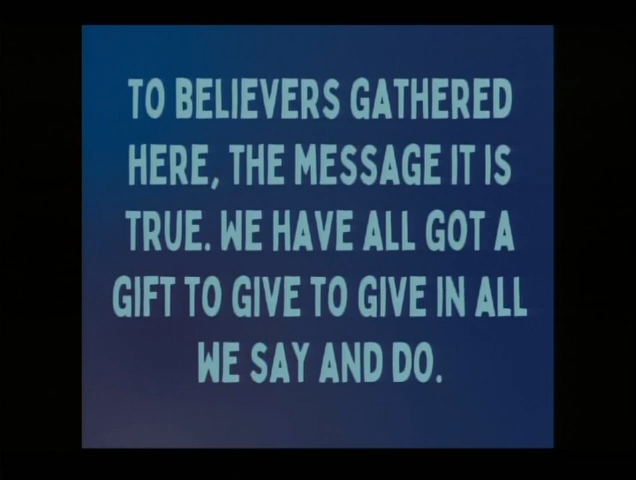 TO BELIEVERS GATHERED
HERE, THE MESSAGE IT IS
TRUE. WE HAVE ALL GOT A
GIFT TO GIVE TO GIVE IN ALL
WE SAY AND DO.